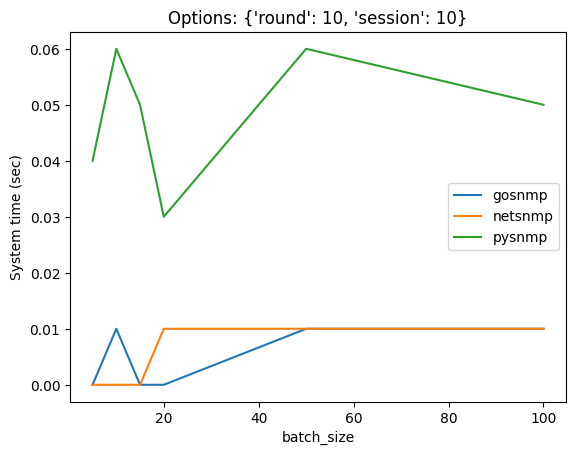 Options: {'round': 10, 'session': 10}
0.06
0.05
0.04
0.03
0.02
0.01
0.00
System time (sec)
gosnmp
netsnmp
pysnmp
20
40
60
80
100
batch_size